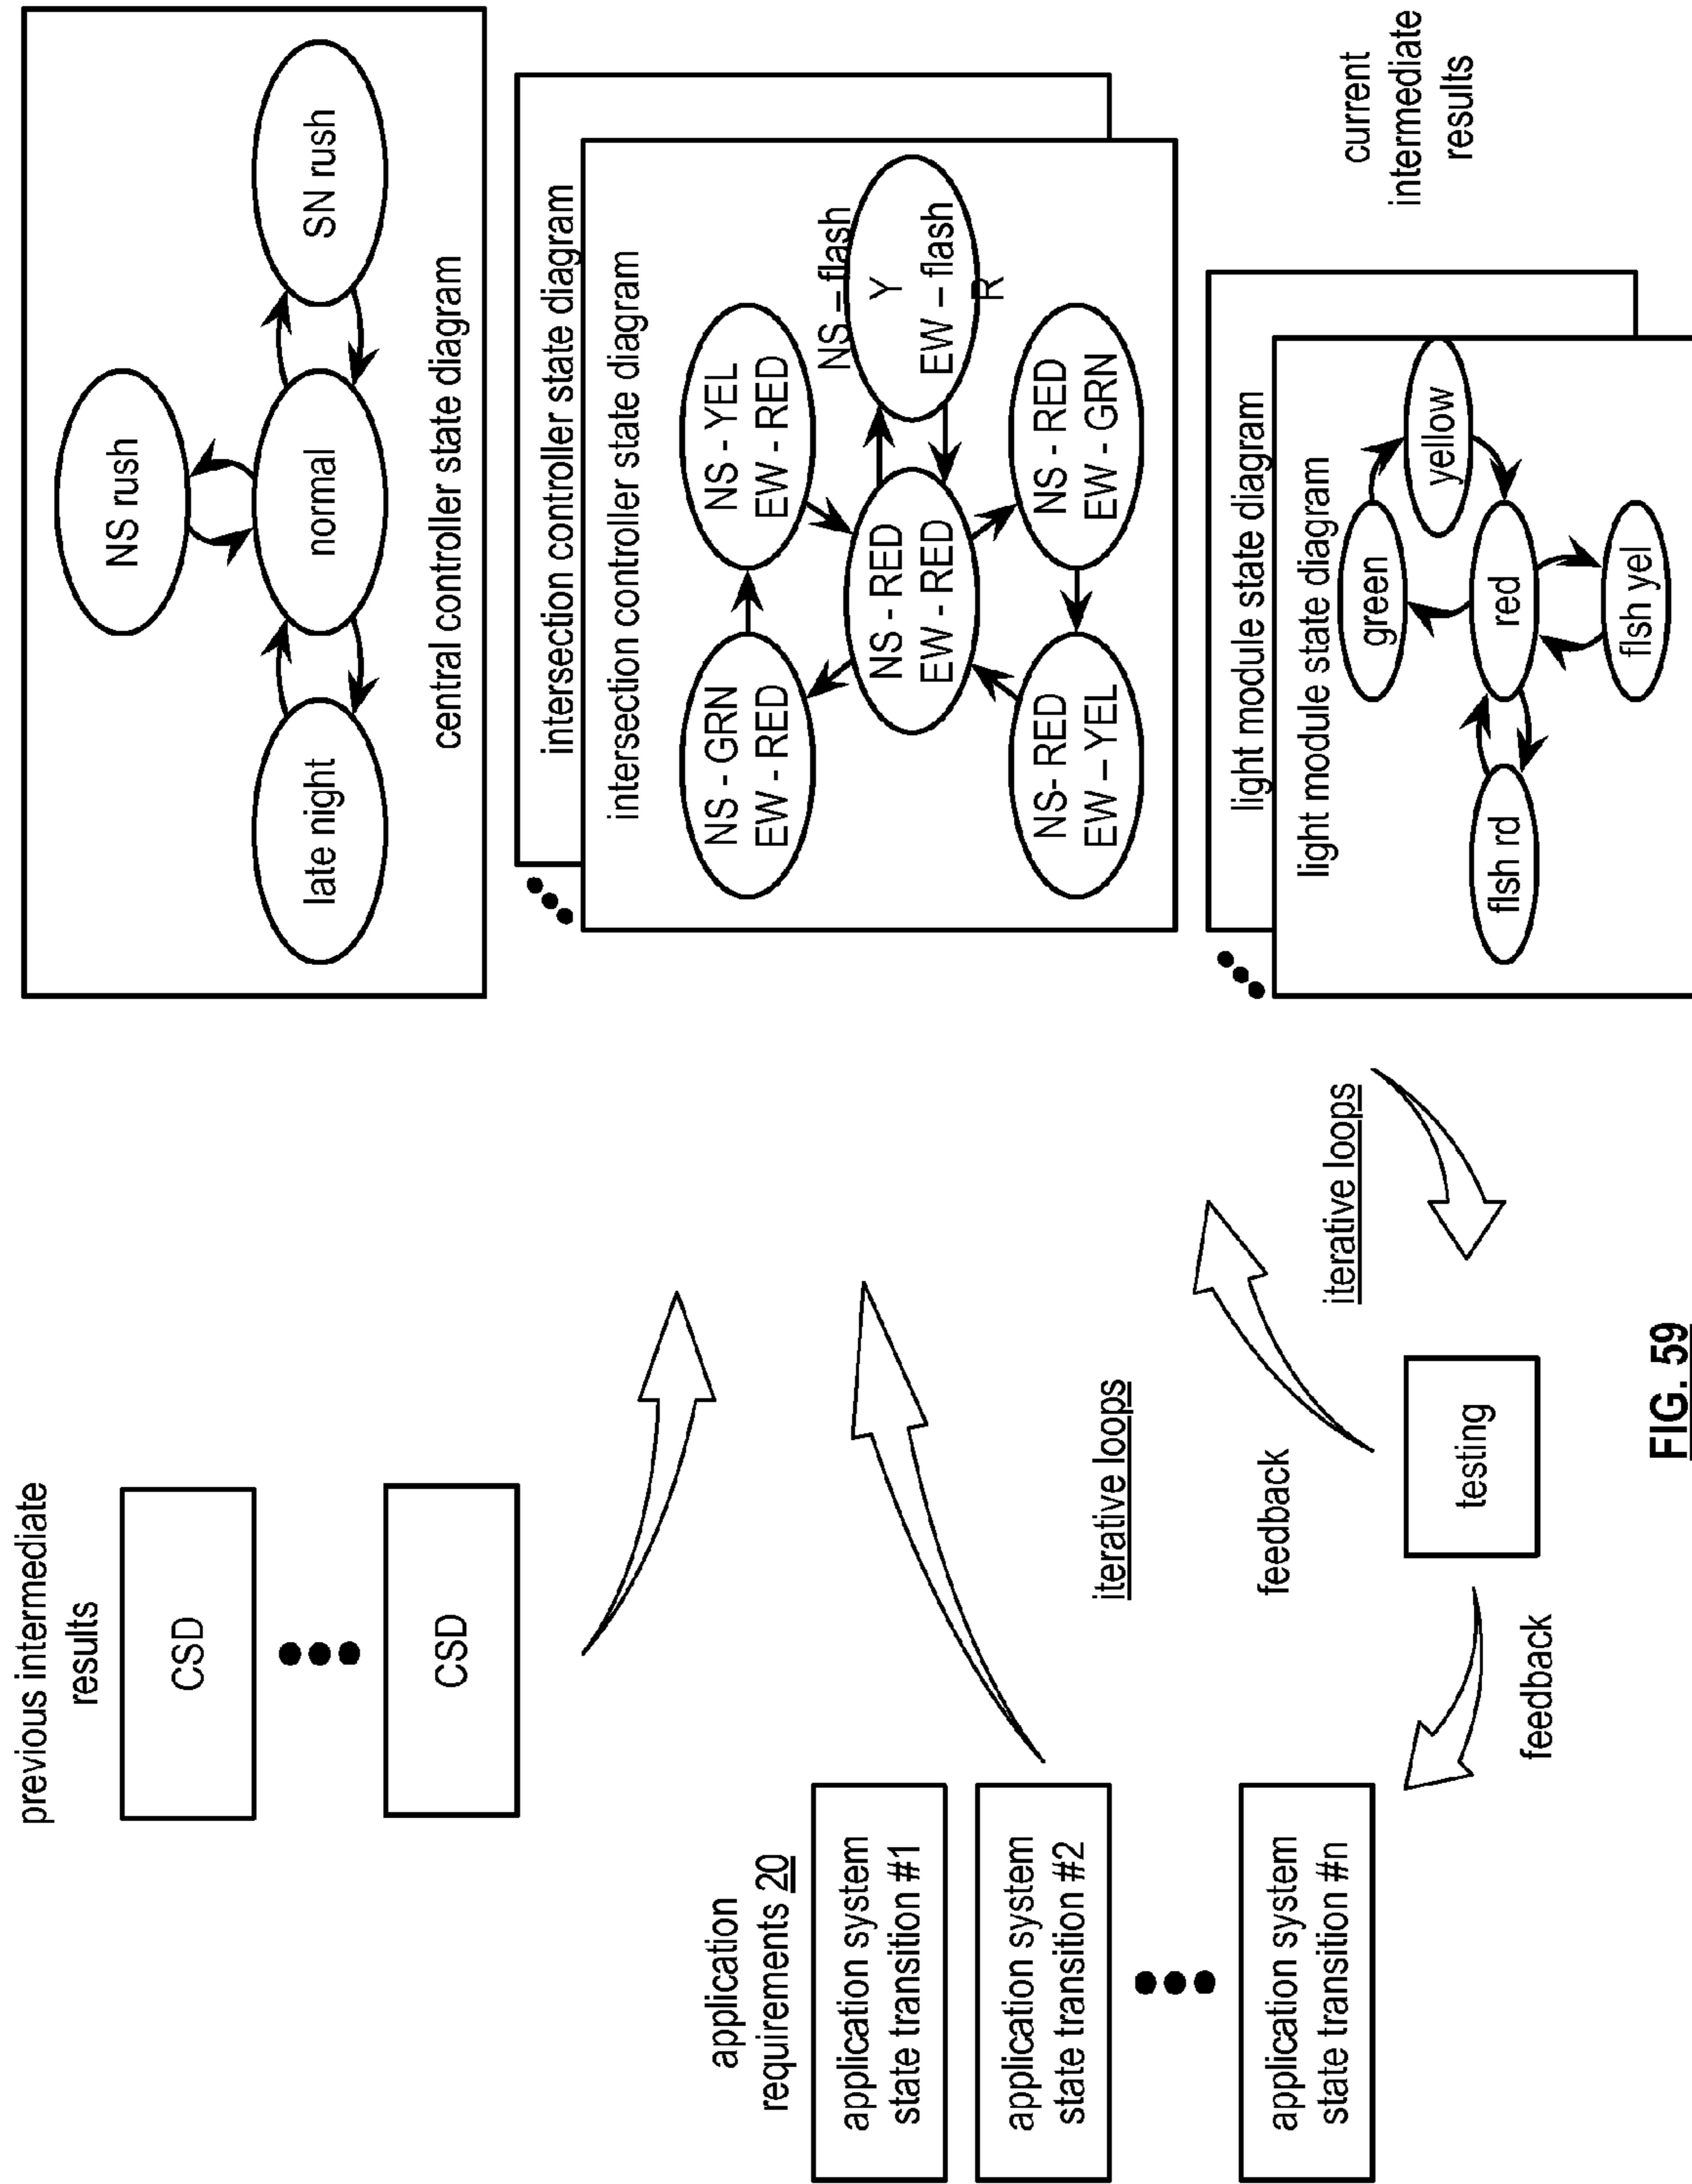 previous intermediate
results
CSD
CSD
application
requirements 20
application system
state transition #1
application system
state transition #2
application system
state transition #n
iterative loops
feedback
testing
feedback
iterative loops
NS rush
late night
normal
SN rush
central controller state diagram
intersection controller state diagram
intersection controller state diagram
NS - GRN
EW - RED
NS - YEL
EW - RED
NS - RED
EW - RED
NS – flash
Y
EW – flash
R
NS- RED
EW – YEL
NS - RED
EW - GRN
light module state diagram
light module state diagram
green
yellow
flsh rd
red
flsh yel
current
intermediate
results
FIG. 59